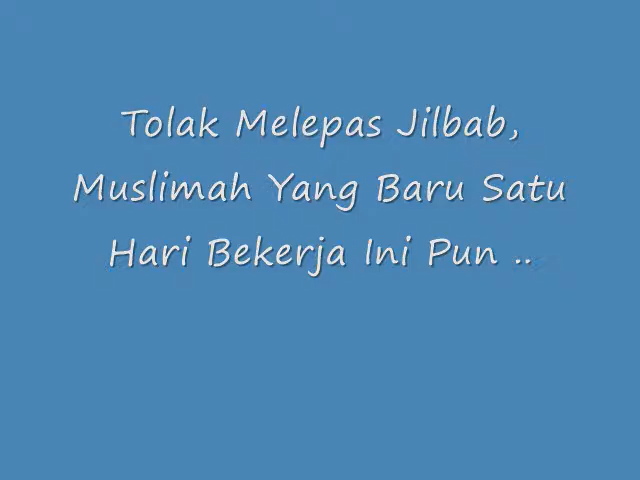 Tolak Melepas Jilbab,
Muslimah Yang Baru Satu
Hari Bekerja Ini Pun ..